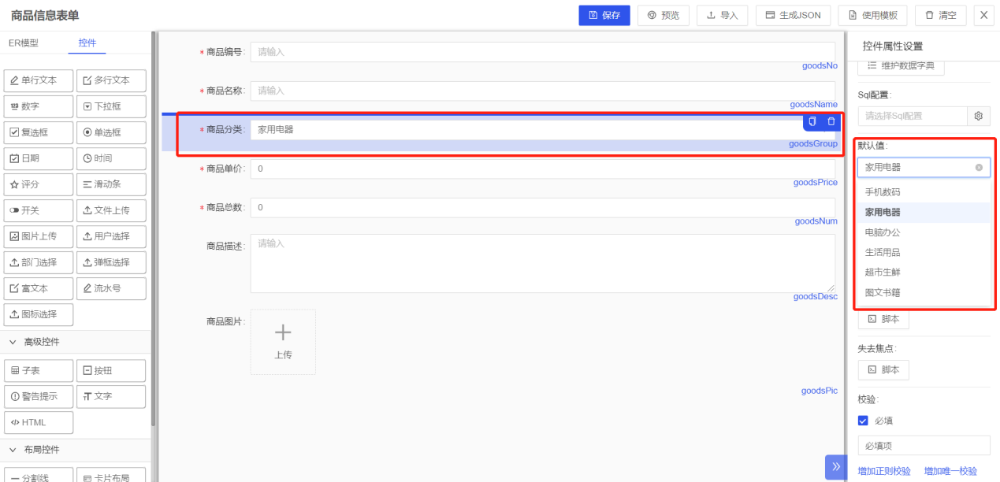 商品信息表单
保存
预览
导入
生成JSON
使用模板
清空
ER模型
控件
单行文本
多行文本
数字
下拉框
复选框
单选框
日期
时间
评分
滑动条
开关
文件上传
图片上传
用户选择
部门选择
弹框选择
富文本
流水号
图标选择
高级控件
子表
按钮
警告提示
文字
HTML
布局控件
分割线
卡片布局
* 商品编号: 请输入
goodsNo
* 商品名称: 请输入
goodsName
* 商品分类: 家用电器
goodsGroup
* 商品单价: 0
goodsPrice
* 商品总数: 0
goodsNum
商品描述: 请输入
goodsDesc
商品图片:
上传
goodsPic
控件属性设置
维护数据字典
Sql配置:
请选择Sql配置
默认值:
家用电器
手机数码
家用电器
电脑办公
生活用品
超市生鲜
图文书籍
脚本
失去焦点:
脚本
校验:
必填
必填项
增加正则校验 增加唯一校验